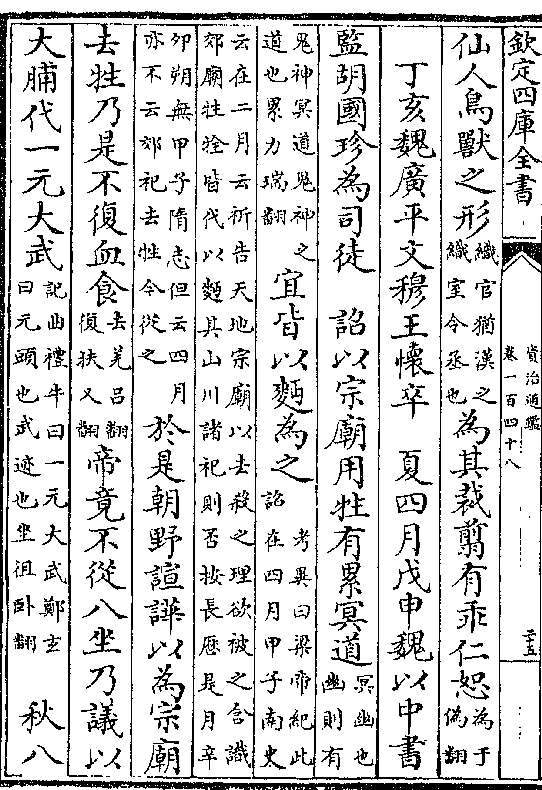 欽定四庫全書
資治通鑑
卷一百四十八
二十五
仙人鳥獸之形織官猶漢之織室令丞也為其裁翦有乖仁恕為于偽翻
丁亥魏廣平文穆王懷卒　夏四月戊申魏以中書
監胡國珍為司徒　詔以宗廟用牲有累冥道冥幽也幽則有
鬼神冥道鬼神之道也累力瑞翻宜皆以麫為之考異曰梁帝紀此詔在四月甲子南史
云在二月云祈告天地宗廟以去殺之理欲被之含識郊廟牲牷皆代以麵其山川諸祀則否按長厯是月辛
卯朔無甲子隋志但云四月亦不云郊祀去牲今從之於是朝野諠譁以為宗廟
去牲乃是不復血食去羌吕翻復扶又翻帝竟不從八坐乃議以
大脯代一元大武記曲禮牛曰一元大武鄭玄曰元頭也武迹也坐徂卧翻　秋八